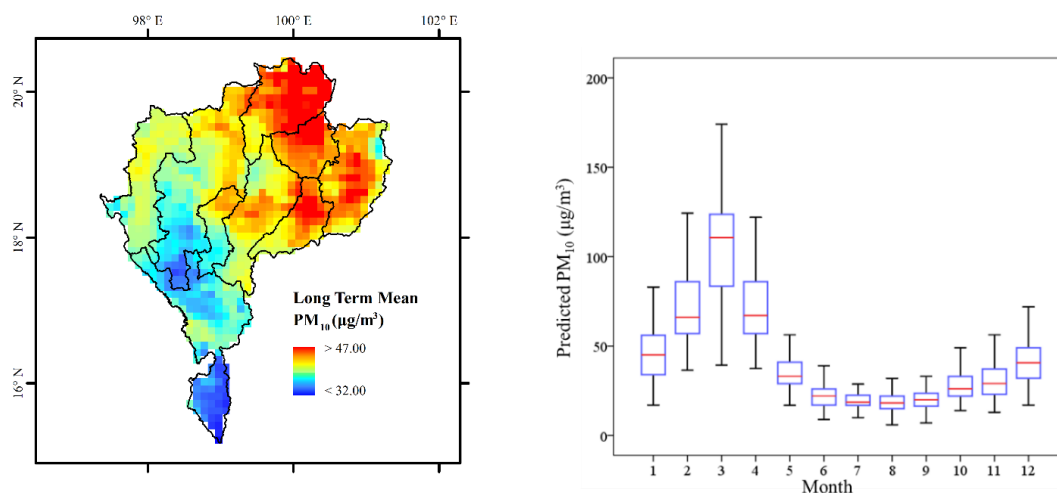 98° E
100° E
102° E
20° N
18° N
16° N
Long Term Mean
PM₁₀ (µg/m³)
> 47.00
< 32.00
Predicted PM₁₀ (µg/m³)
200
150
100
50
0
1 2 3 4 5 6 7 8 9 10 11 12
Month